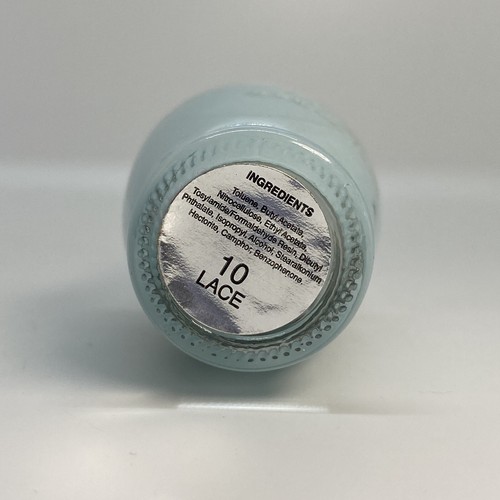 INGREDIENTS
Toluene, Butyl Acetate,
Nitrocellulose, Ethyl Acetate,
Tosylamide/Formaldehyde Resin, Dibutyl
Phthalate, Isopropyl, Alcohol, Stearalkonium
Hectorite, Camphor, Benzophenone.
10
LACE